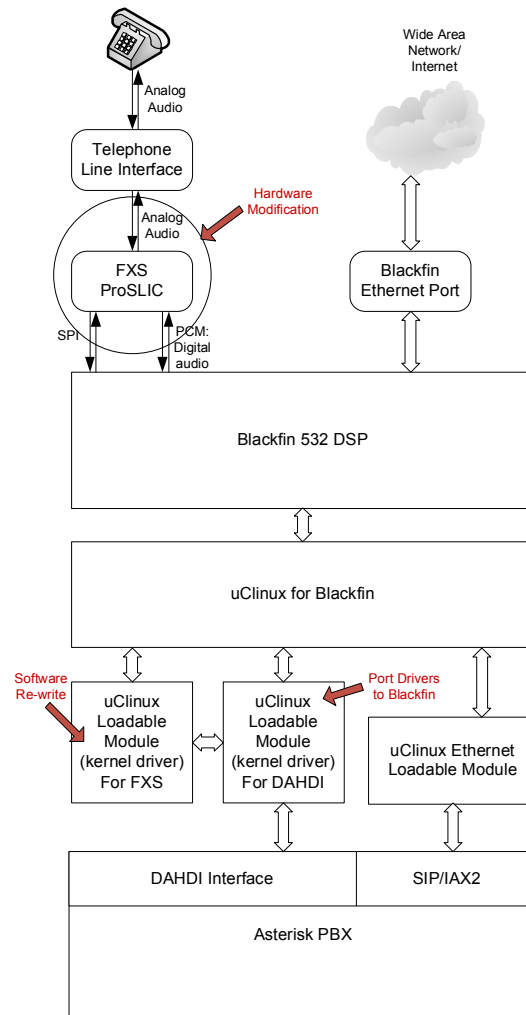 Wide Area
Network/
Internet
Analog
Audio
Telephone
Line Interface
Hardware
Modification
Analog
Audio
FXS
ProSLIC
Blackfin
Ethernet Port
SPI
PCM:
Digital
audio
Blackfin 532 DSP
uClinux for Blackfin
Software
Re-write
Port Drivers
to Blackfin
uClinux
Loadable
Module
(kernel driver)
For FXS
uClinux
Loadable
Module
(kernel driver)
For DAHDI
uClinux Ethernet
Loadable Module
DAHDI Interface
SIP/IAX2
Asterisk PBX